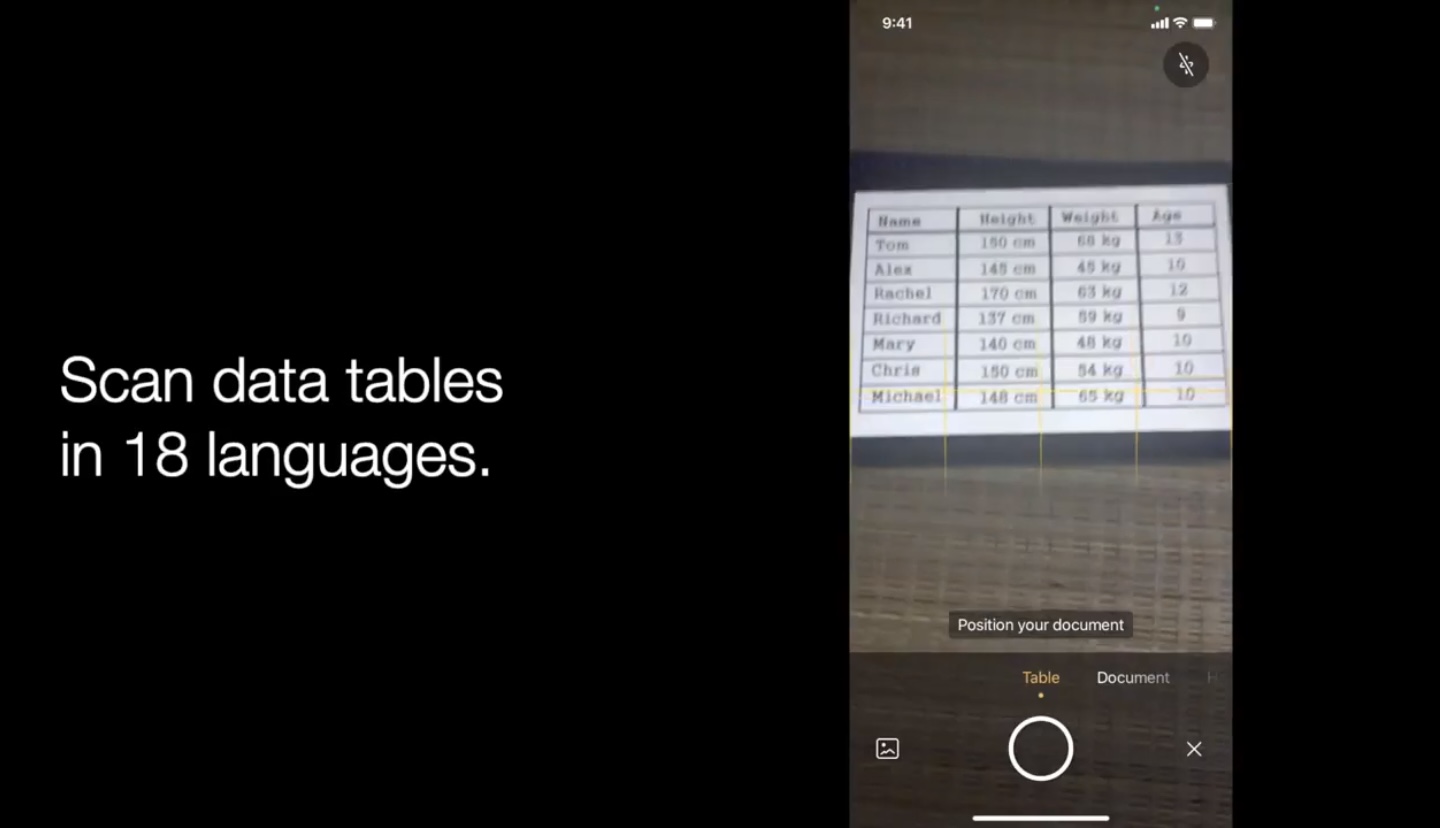 Scan data tables
in 18 languages.
9:41
Name Height Weight Age
Tom 150 cm kg 13
Alex 145 cm 45 kg 10
Rachel 170 cm 63 kg 12
Richard 137 cm 59 kg 9
Mary 140 cm 48 kg 10
Chris 150 cm 54 kg 10
Michael 148 cm 65 kg 10
Position your document
Table Document